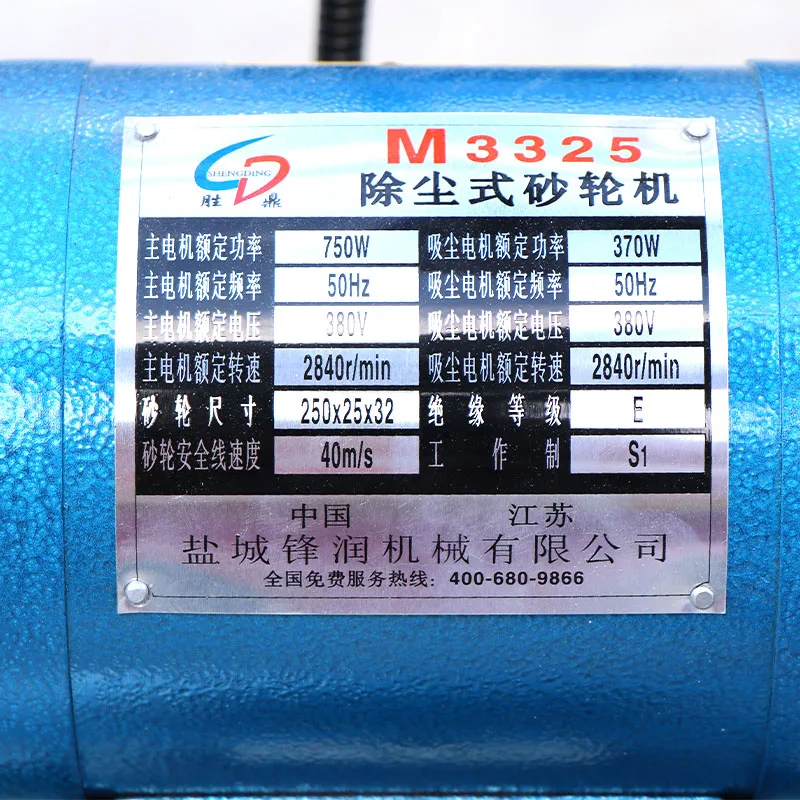 M3325
SHENGDING
胜 鼎
除尘式砂轮机
主电机额定功率 750W 吸尘电机额定功率 370W
主电机额定频率 50Hz 吸尘电机额定频率 50Hz
主电机额定电压 380V 吸尘电机额定电压 380V
主电机额定转速 2840r/min 吸尘电机额定转速 2840r/min
砂轮尺寸 250x25x32 绝缘等级 E
砂轮安全线速度 40m/s 工作制 S1
中国 江苏
盐城锋润机械有限公司
全国免费服务热线：400-680-9866